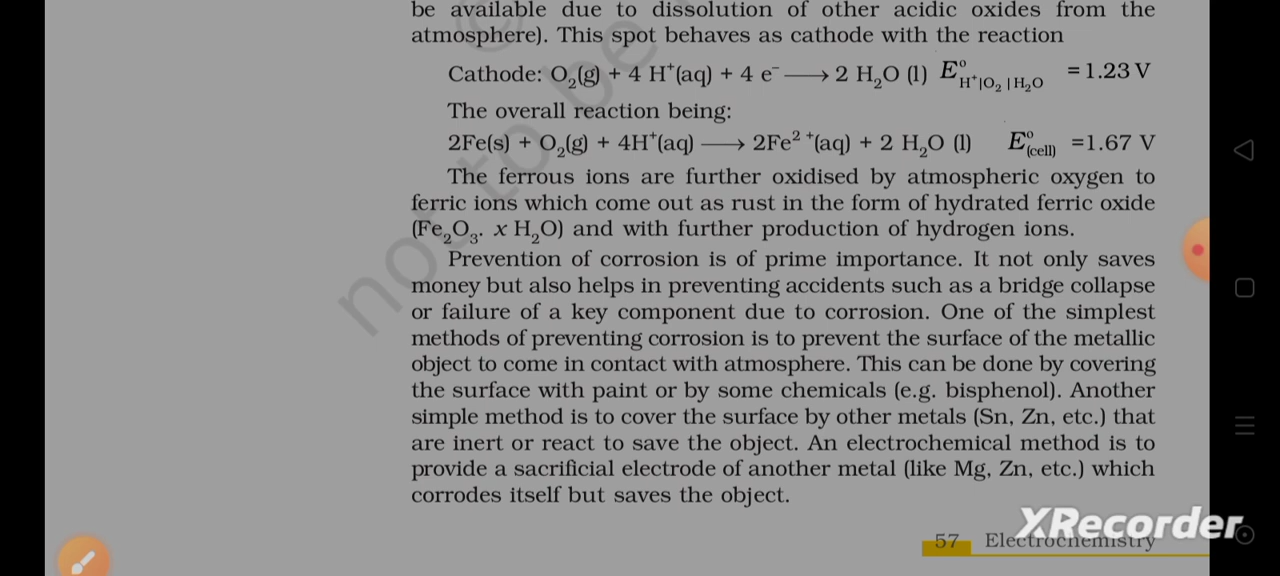 be available due to dissolution of other acidic oxides from the
atmosphere). This spot behaves as cathode with the reaction
Cathode: O₂(g) + 4 H⁺(aq) + 4 e⁻ ⟶ 2 H₂O (l) E°H⁺|O₂|H₂O = 1.23 V
The overall reaction being:
2Fe(s) + O₂(g) + 4H⁺(aq) ⟶ 2Fe² ⁺(aq) + 2 H₂O (l) E°(cell) =1.67 V
The ferrous ions are further oxidised by atmospheric oxygen to
ferric ions which come out as rust in the form of hydrated ferric oxide
(Fe₂O₃. x H₂O) and with further production of hydrogen ions.
Prevention of corrosion is of prime importance. It not only saves
money but also helps in preventing accidents such as a bridge collapse
or failure of a key component due to corrosion. One of the simplest
methods of preventing corrosion is to prevent the surface of the metallic
object to come in contact with atmosphere. This can be done by covering
the surface with paint or by some chemicals (e.g. bisphenol). Another
simple method is to cover the surface by other metals (Sn, Zn, etc.) that
are inert or react to save the object. An electrochemical method is to
provide a sacrificial electrode of another metal (like Mg, Zn, etc.) which
corrodes itself but saves the object.
57 Electrochemistry
XRecorder
not to be
©